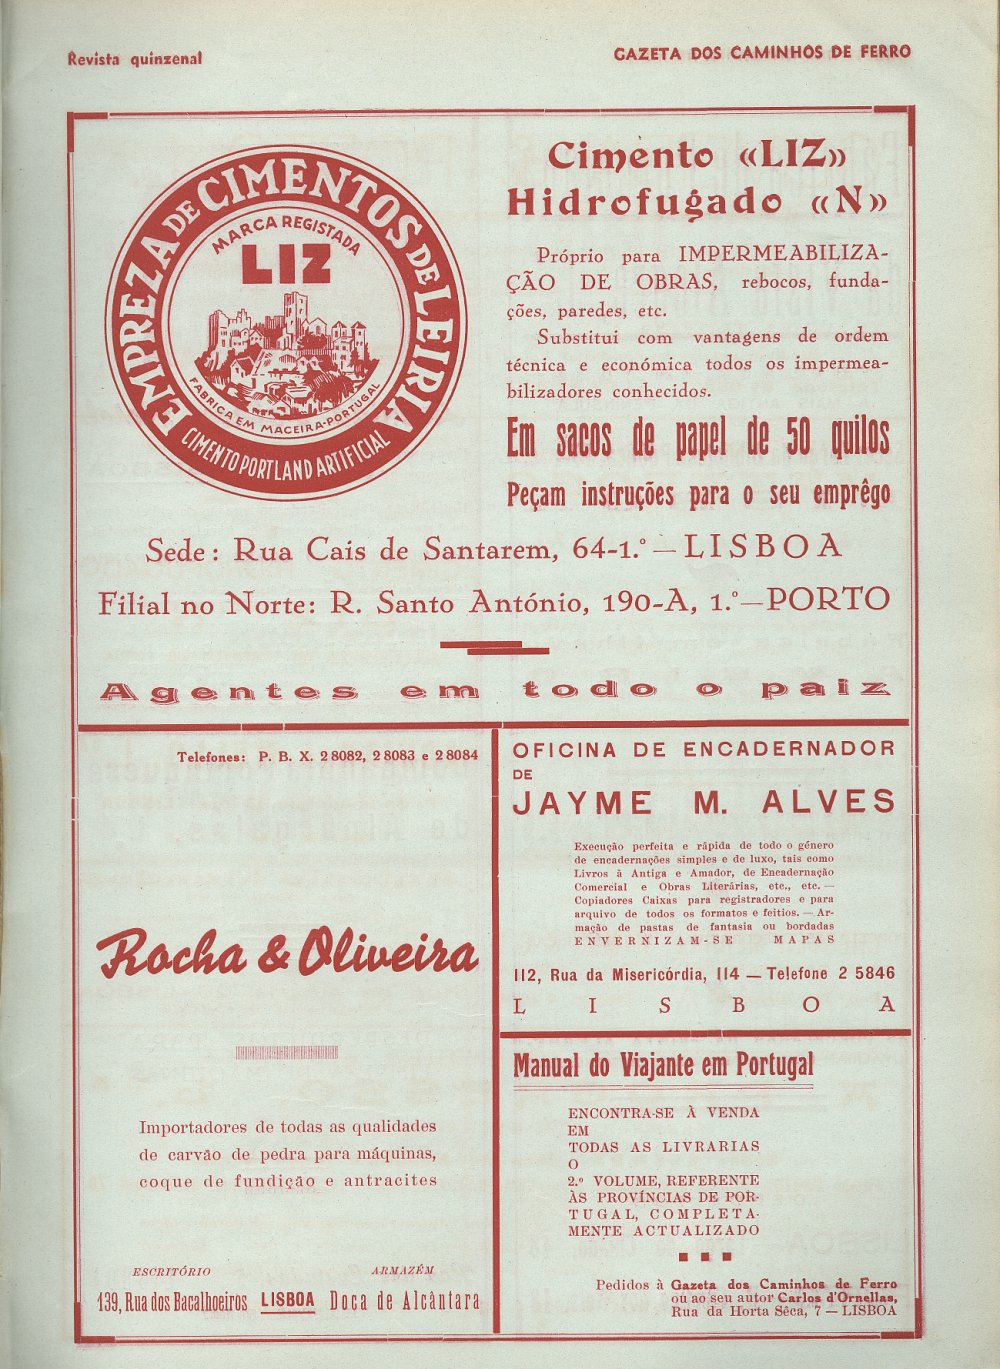 Revista quinzenal
GAZETA DOS CAMINHOS DE FERRO
EMPREZA DE CIMENTOS DE LEIRIA
MARCA REGISTADA
LIZ
FABRICA EM MACEIRA-PORTUGAL
CIMENTO PORTLAND ARTIFICIAL
Cimento «LIZ»
Hidrofugado «N»
Próprio para IMPERMEABILIZA-
ÇÃO DE OBRAS, rebocos, funda-
ções, paredes, etc.
Substitui com vantagens de ordem
técnica e económica todos os impermea-
bilizadores conhecidos.
Em sacos de papel de 50 quilos
Peçam instruções para o seu emprêgo
Sede: Rua Cais de Santarem, 64-1.º — LISBOA
Filial no Norte: R. Santo António, 190-A, 1.º—PORTO
Agentes em todo o paiz
Telefones: P. B. X. 2 8082, 2 8083 e 2 8084
Rocha & Oliveira
Importadores de todas as qualidades
de carvão de pedra para máquinas,
coque de fundição e antracites
ESCRITÓRIO
ARMAZÉM
139, Rua dos Bacalhoeiros LISBOA Doca de Alcântara
OFICINA DE ENCADERNADOR
DE
JAYME M. ALVES
Execução perfeita e rápida de todo o género
de encadernações simples e de luxo, tais como
Livros à Antiga e Amador, de Encadernação
Comercial e Obras Literárias, etc., etc. —
Copiadores Caixas para registradores e para
arquivo de todos os formatos e feitios. — Ar-
mação de pastas de fantasia ou bordadas
ENVERNIZAM-SE MAPAS
112, Rua da Misericórdia, 114 — Telefone 2 5846
LISBOA
Manual do Viajante em Portugal
ENCONTRA-SE À VENDA
EM
TODAS AS LIVRARIAS
O
2.º VOLUME, REFERENTE
ÀS PROVÍNCIAS DE POR-
TUGAL, COMPLETA-
MENTE ACTUALIZADO
Pedidos à Gazeta dos Caminhos de Ferro
ou ao seu autor Carlos d'Ornellas,
Rua da Horta Sêca, 7 — LISBOA